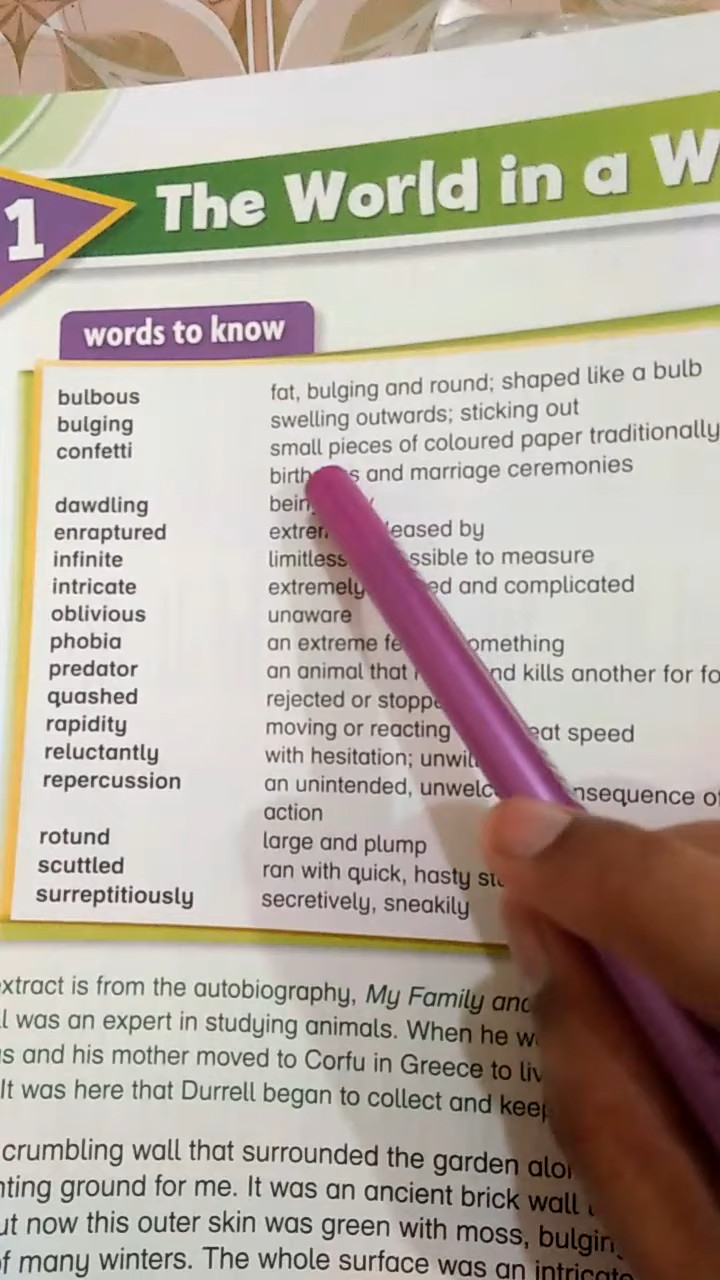 1 The World in a W
words to know
bulbous fat, bulging and round; shaped like a bulb
bulging swelling outwards; sticking out
confetti small pieces of coloured paper traditionally
and marriage ceremonies
dawdling
enraptured eased by
infinite limitless ssible to measure
intricate extremely ed and complicated
oblivious unaware
phobia an extreme fe omething
predator an animal that nd kills another for fo
quashed rejected or stoppe
rapidity moving or reacting eat speed
reluctantly with hesitation; unwil
repercussion an unintended, unwelc nsequence o
action
rotund large and plump
scuttled ran with quick, hasty
surreptitiously secretively, sneakily
extract is from the autobiography, My Family and
l was an expert in studying animals. When he w
s and his mother moved to Corfu in Greece to liv
It was here that Durrell began to collect and keep
crumbling wall that surrounded the garden alo
nting ground for me. It was an ancient brick wall
ut now this outer skin was green with moss, bulgin
of many winters. The whole surface was an intricate